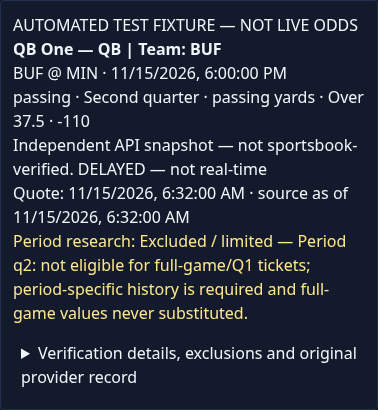 AUTOMATED TEST FIXTURE — NOT LIVE ODDS
QB One — QB | Team: BUF
BUF @ MIN · 11/15/2026, 6:00:00 PM
passing · Second quarter · passing yards · Over
37.5 · -110
Independent API snapshot — not sportsbook-
verified. DELAYED — not real-time
Quote: 11/15/2026, 6:32:00 AM · source as of
11/15/2026, 6:32:00 AM
Period research: Excluded / limited — Period
q2: not eligible for full-game/Q1 tickets;
period-specific history is required and full-
game values never substituted.
▶ Verification details, exclusions and original
provider record